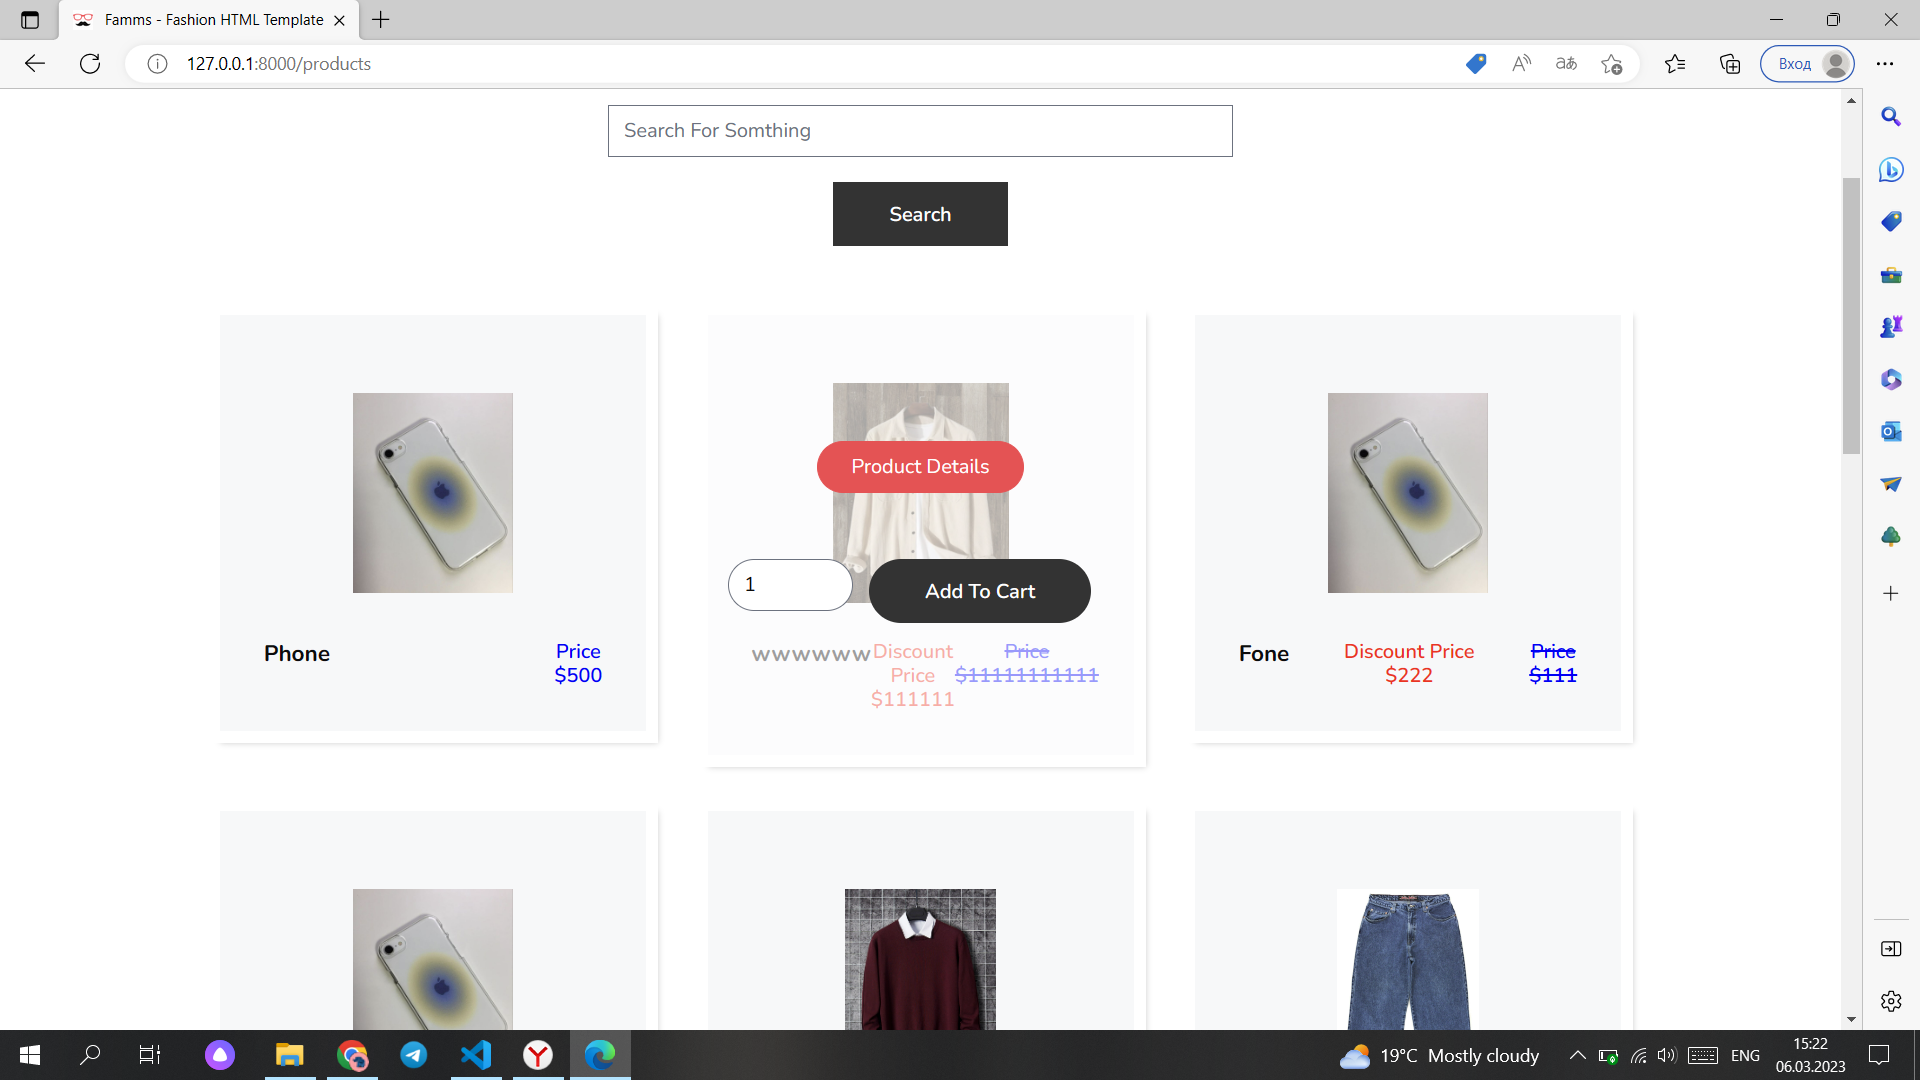 Famms - Fashion HTML Template
127.0.0.1:8000/products
Вход
Search For Somthing
Search
Product Details
1
Add To Cart
Phone
Price
$500
wwwwww
Discount
Price
$111111
Price
$11111111111
Fone
Discount Price
$222
Price
$111
19°C Mostly cloudy
ENG
15:22
06.03.2023